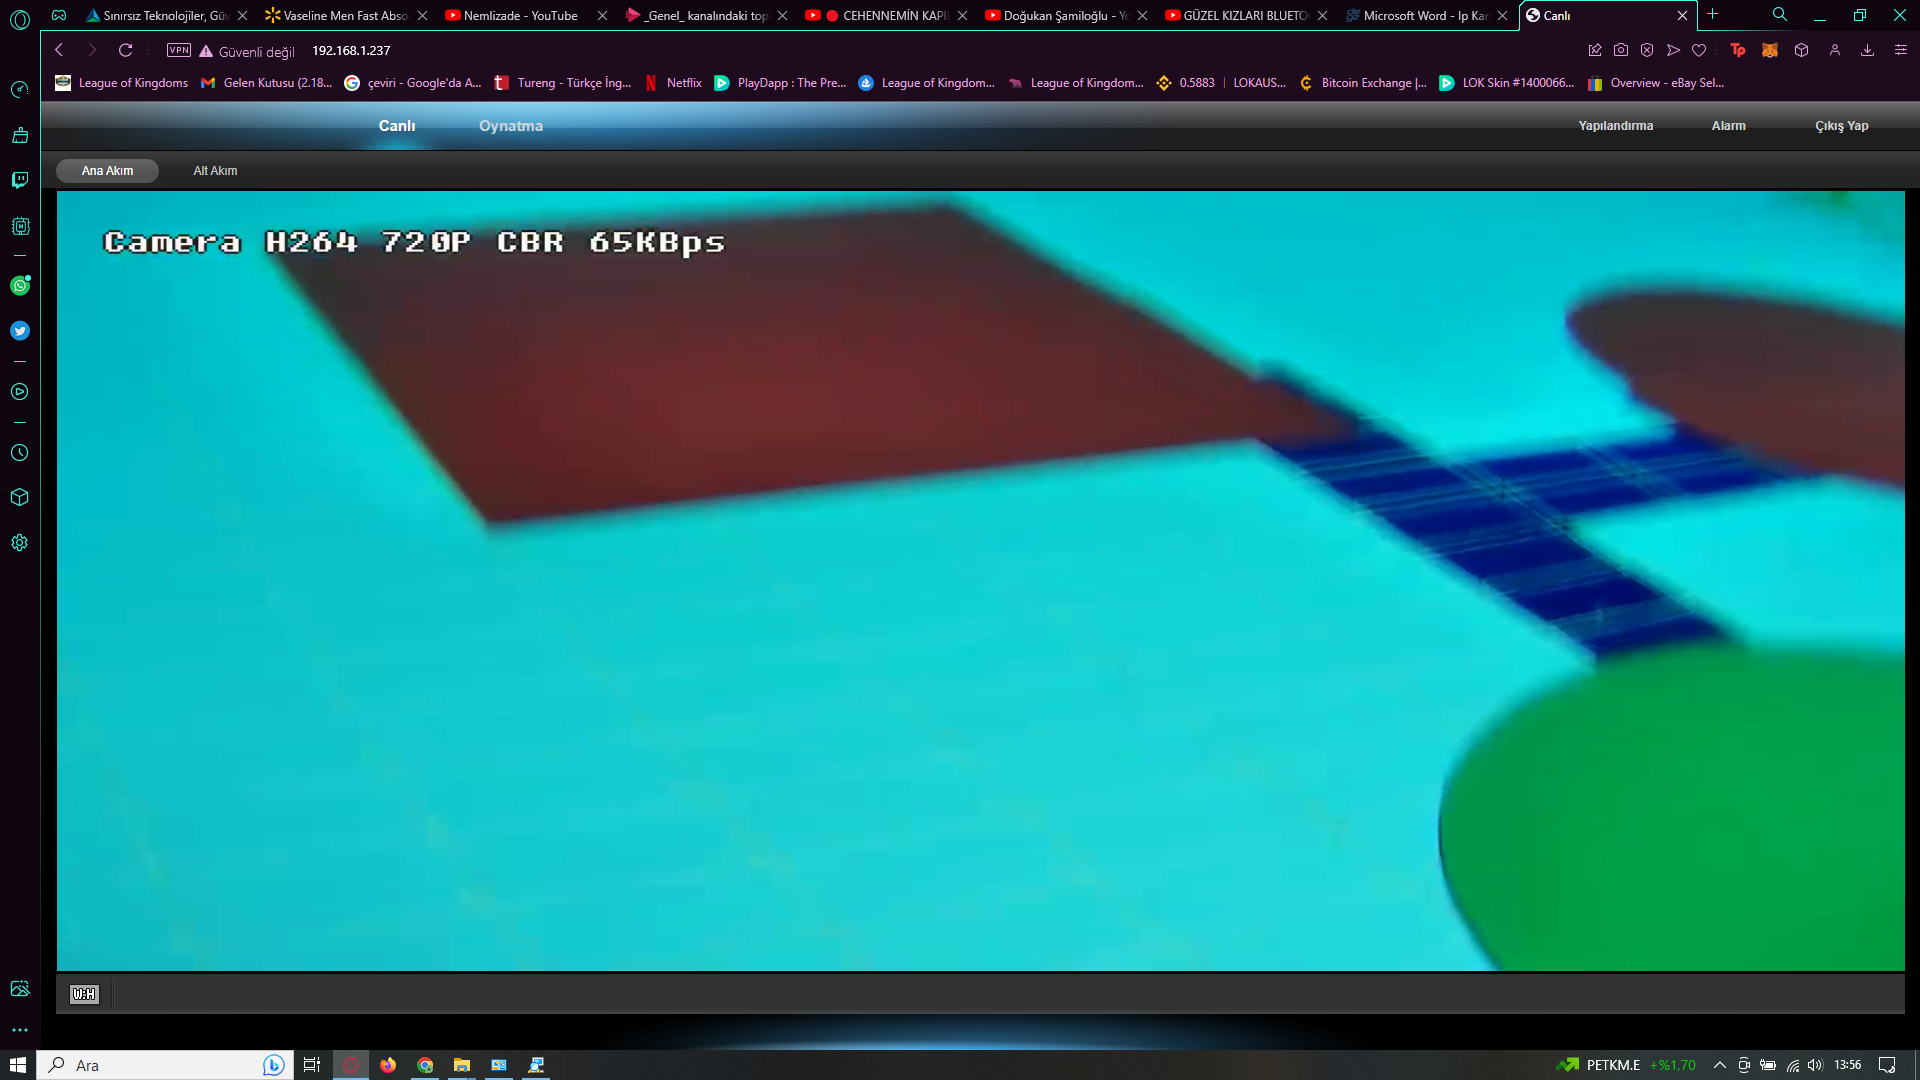 Sınırsız Teknolojiler, Güv
Vaseline Men Fast Abso
Nemlizade - YouTube
_Genel_ kanalındaki top
CEHENNEMİN KAPI
Doğukan Şamiloğlu - Yo
GÜZEL KIZLARI BLUETO
Microsoft Word - Ip Kam
Canlı
VPN
Güvenli değil
192.168.1.237
League of Kingdoms
Gelen Kutusu (2.18...
çeviri - Google'da A...
Tureng - Türkçe İng...
Netflix
PlayDapp : The Pre...
League of Kingdom...
League of Kingdom...
0.5883 | LOKAUS...
Bitcoin Exchange |...
LOK Skin #1400066...
Overview - eBay Sel...
Canlı
Oynatma
Yapılandırma
Alarm
Çıkış Yap
Ana Akım
Alt Akım
Camera H264 720P CBR 65KBps
W:H
Ara
PETKM.E +%1,70
13:56